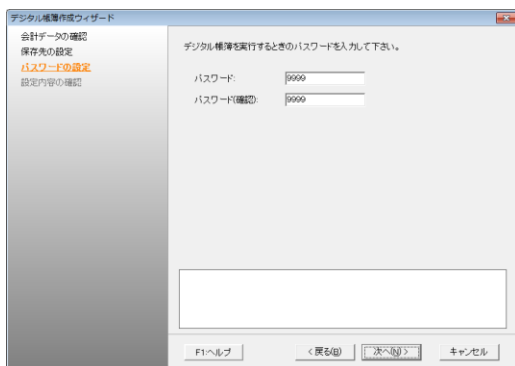 デジタル帳簿作成ウィザード
会計データの確認
保存先の設定
パスワードの設定
設定内容の確認
デジタル帳簿を実行するときのパスワードを入力して下さい。
パスワード: 9999
パスワード(確認): 9999
F1:ヘルプ <戻る(B) 次へ(N)> キャンセル